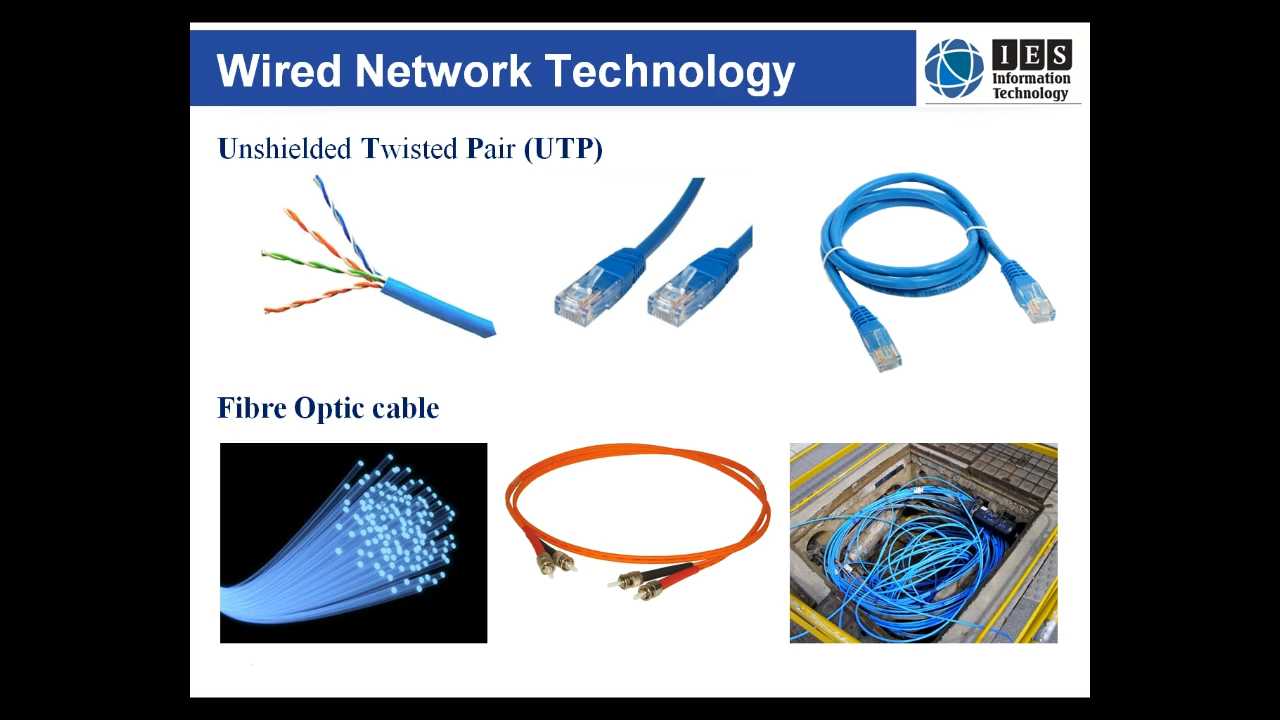 Wired Network Technology
IES
Information
Technology
Unshielded Twisted Pair (UTP)
Fibre Optic cable